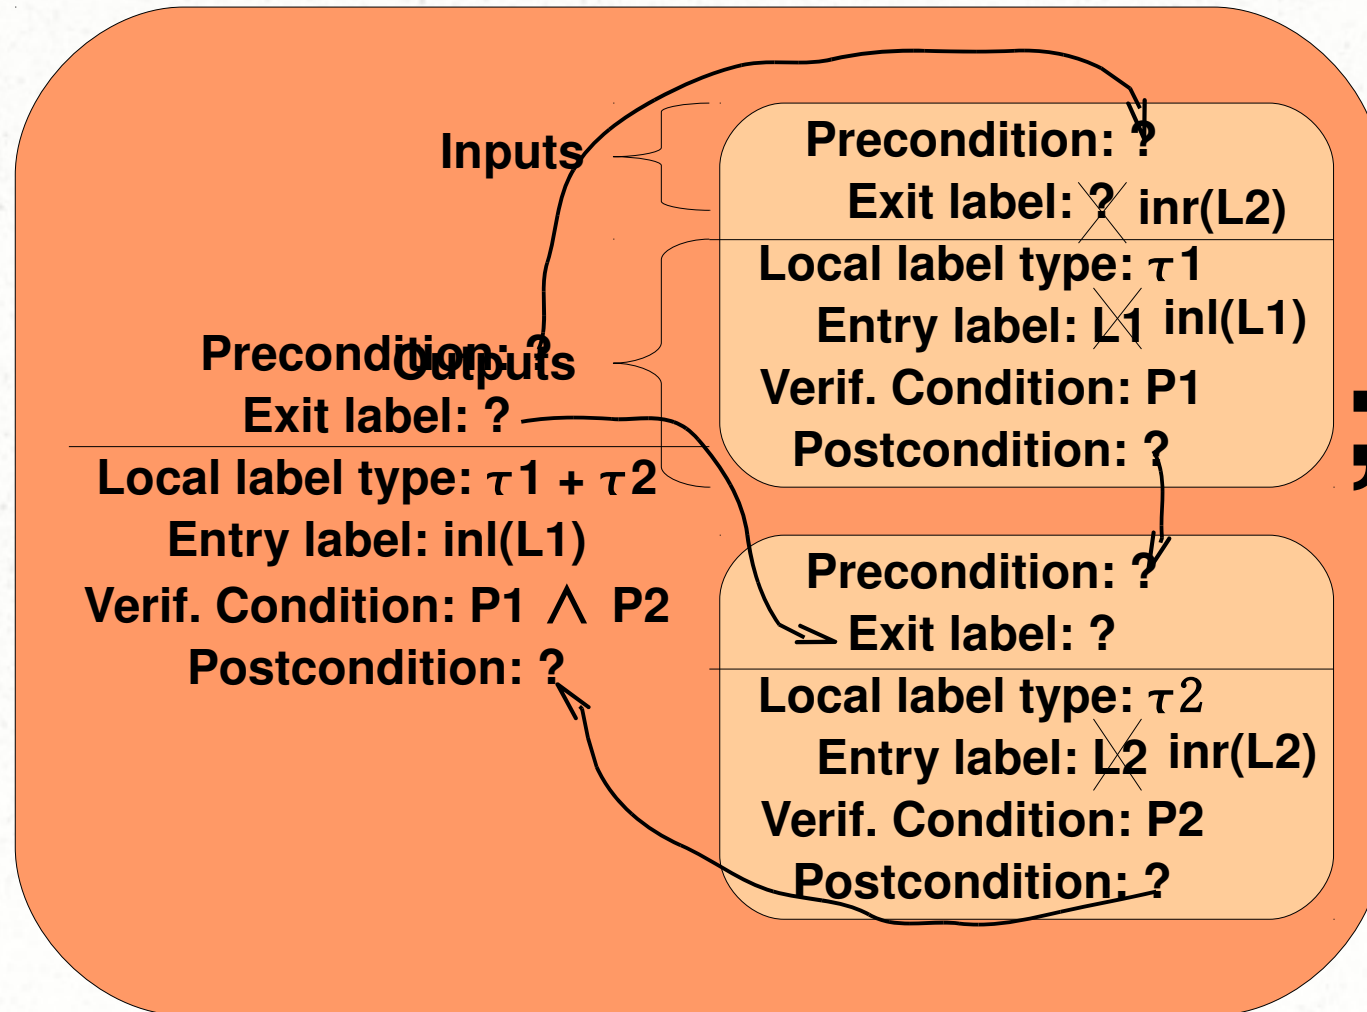 Inputs
Outputs
Precondition: ?
Exit label: ?
Local label type: τ1 + τ2
Entry label: inl(L1)
Verif. Condition: P1 ∧ P2
Postcondition: ?
Precondition: ?
Exit label: ? inr(L2)
Local label type: τ1
Entry label: L1 inl(L1)
Verif. Condition: P1
Postcondition: ?
Precondition: ?
Exit label: ?
Local label type: τ2
Entry label: L2 inr(L2)
Verif. Condition: P2
Postcondition: ?
;